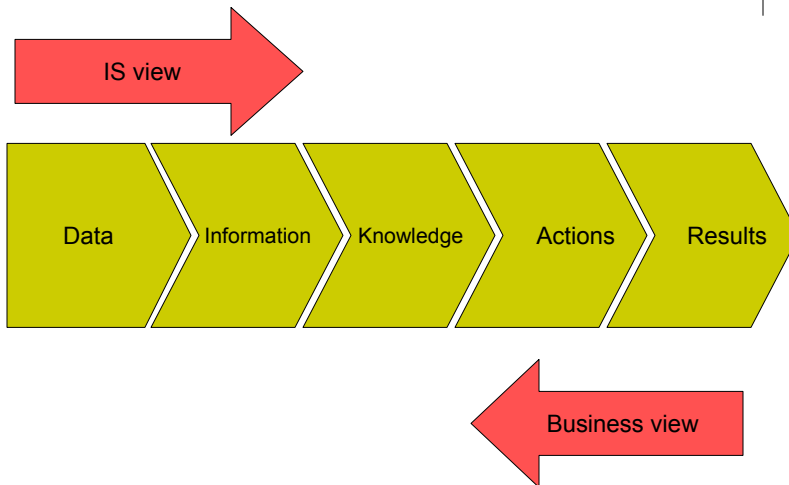 IS view
Data
Information
Knowledge
Actions
Results
Business view